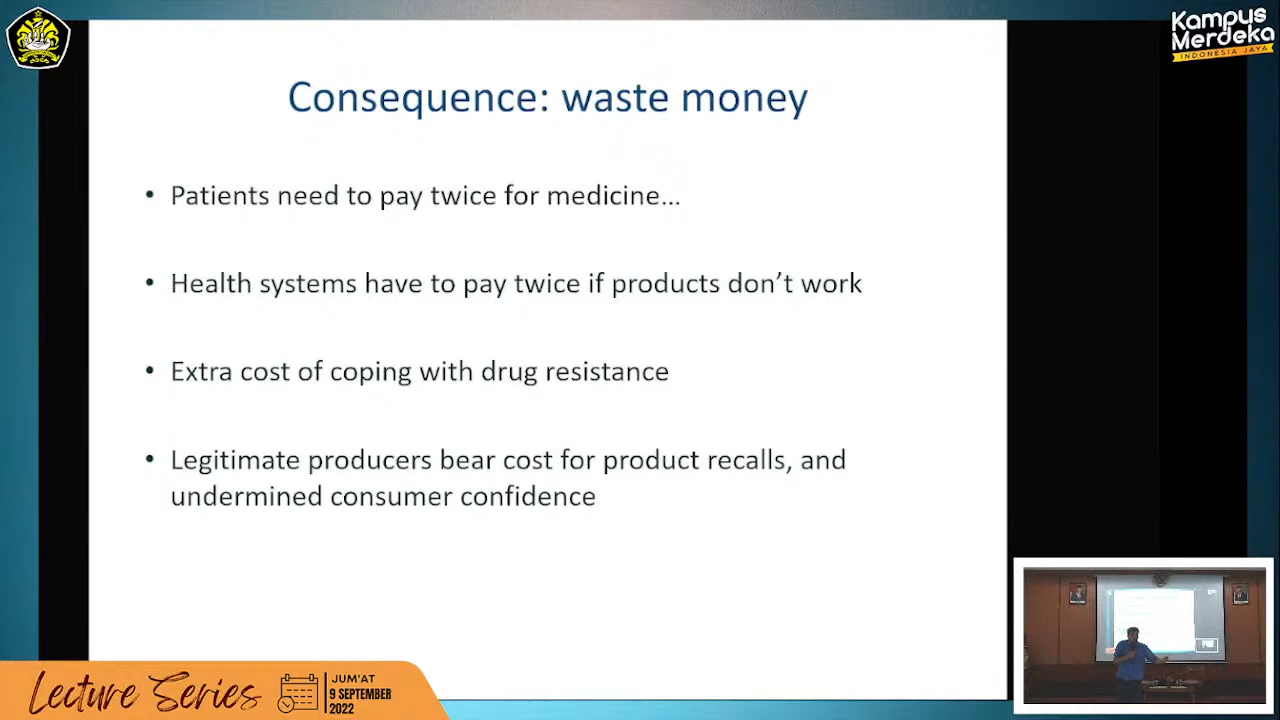 Kampus
Merdeka
INDONESIA JAYA
Consequence: waste money
• Patients need to pay twice for medicine…
• Health systems have to pay twice if products don’t work
• Extra cost of coping with drug resistance
• Legitimate producers bear cost for product recalls, and
undermined consumer confidence
Lecture Series
JUM'AT
9 SEPTEMBER
2022